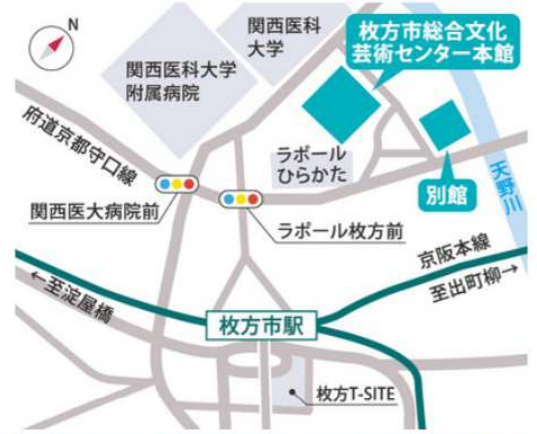 N
関西医科
大学
枚方市総合文化
芸術センター本館
関西医科大学
附属病院
府道京都守口線
ラポール
ひらかた
別館
天野川
関西医大病院前
ラポール枚方前
京阪本線
←至淀屋橋
至出町柳→
枚方市駅
枚方T-SITE